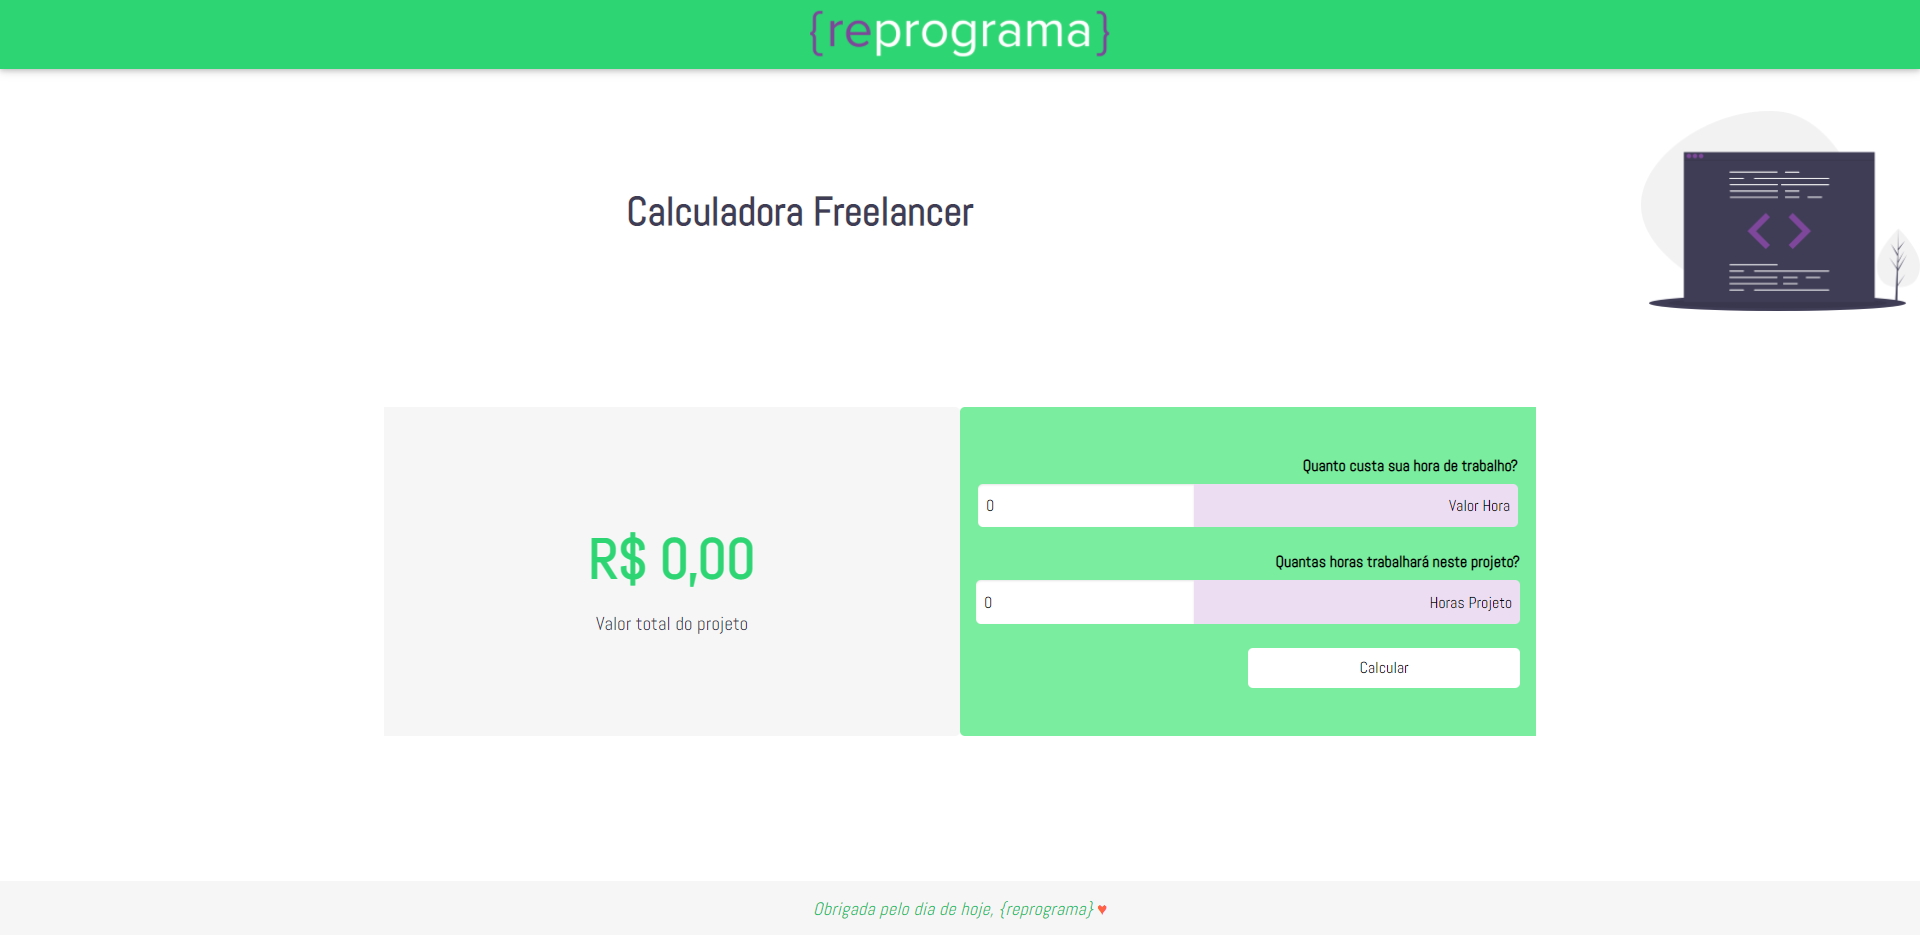 {reprograma}
Calculadora Freelancer
R$ 0,00
Valor total do projeto
Quanto custa sua hora de trabalho?
0 Valor Hora
Quantas horas trabalhará neste projeto?
0 Horas Projeto
Calcular
Obrigada pelo dia de hoje, {reprograma} ♥